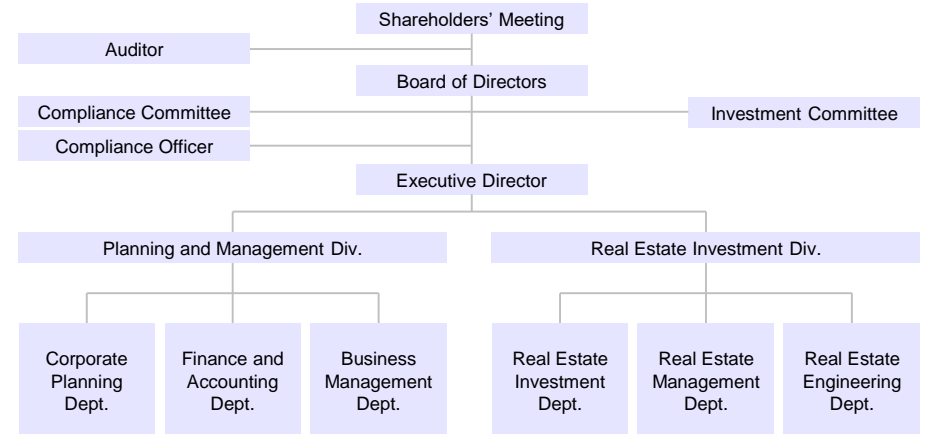 Shareholders’ Meeting
Auditor
Board of Directors
Compliance Committee
Investment Committee
Compliance Officer
Executive Director
Planning and Management Div.
Real Estate Investment Div.
Corporate
Planning
Dept.
Finance and
Accounting
Dept.
Business
Management
Dept.
Real Estate
Investment
Dept.
Real Estate
Management
Dept.
Real Estate
Engineering
Dept.